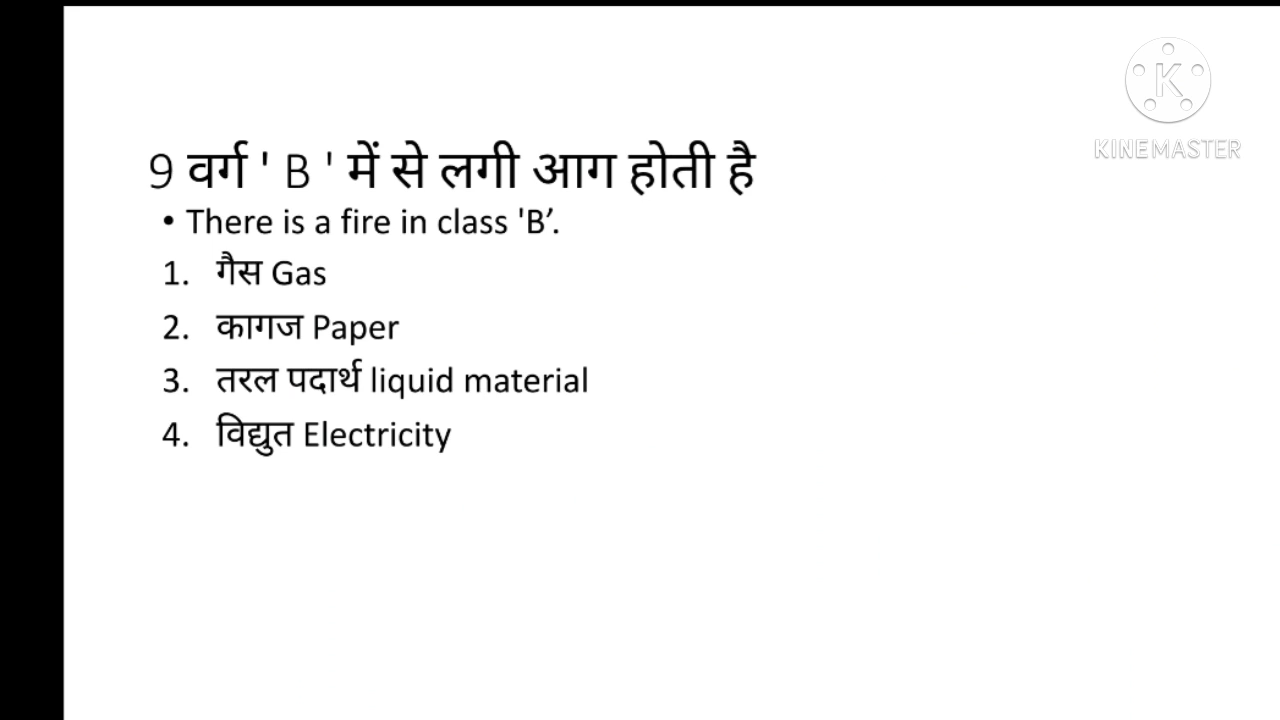 9 वर्ग ' B ' में से लगी आग होती है
• There is a fire in class 'B’.
1. गैस Gas
2. कागज Paper
3. तरल पदार्थ liquid material
4. विद्युत Electricity
K
KINEMASTER